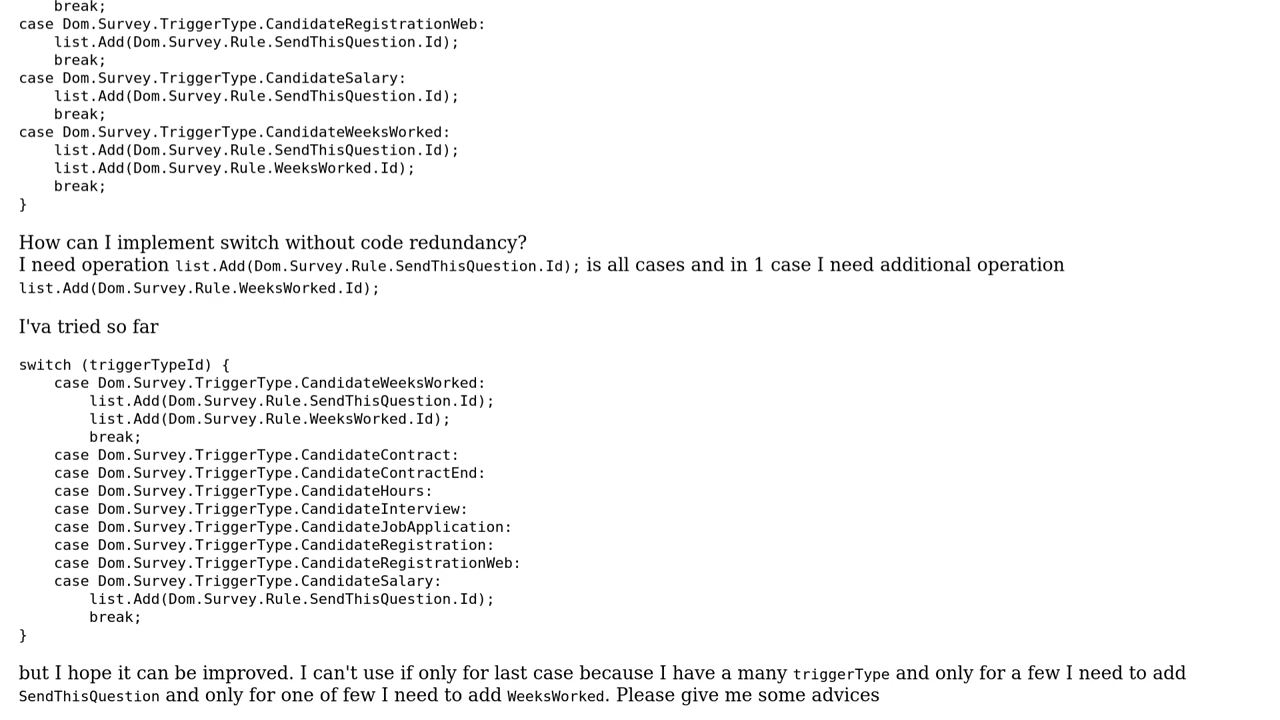 break;
case Dom.Survey.TriggerType.CandidateRegistrationWeb:
    list.Add(Dom.Survey.Rule.SendThisQuestion.Id);
    break;
case Dom.Survey.TriggerType.CandidateSalary:
    list.Add(Dom.Survey.Rule.SendThisQuestion.Id);
    break;
case Dom.Survey.TriggerType.CandidateWeeksWorked:
    list.Add(Dom.Survey.Rule.SendThisQuestion.Id);
    list.Add(Dom.Survey.Rule.WeeksWorked.Id);
    break;
}
How can I implement switch without code redundancy?
I need operation list.Add(Dom.Survey.Rule.SendThisQuestion.Id); is all cases and in 1 case I need additional operation
list.Add(Dom.Survey.Rule.WeeksWorked.Id);
I'va tried so far
switch (triggerTypeId) {
    case Dom.Survey.TriggerType.CandidateWeeksWorked:
        list.Add(Dom.Survey.Rule.SendThisQuestion.Id);
        list.Add(Dom.Survey.Rule.WeeksWorked.Id);
        break;
    case Dom.Survey.TriggerType.CandidateContract:
    case Dom.Survey.TriggerType.CandidateContractEnd:
    case Dom.Survey.TriggerType.CandidateHours:
    case Dom.Survey.TriggerType.CandidateInterview:
    case Dom.Survey.TriggerType.CandidateJobApplication:
    case Dom.Survey.TriggerType.CandidateRegistration:
    case Dom.Survey.TriggerType.CandidateRegistrationWeb:
    case Dom.Survey.TriggerType.CandidateSalary:
        list.Add(Dom.Survey.Rule.SendThisQuestion.Id);
        break;
}
but I hope it can be improved. I can't use if only for last case because I have a many triggerType and only for a few I need to add
SendThisQuestion and only for one of few I need to add WeeksWorked. Please give me some advices